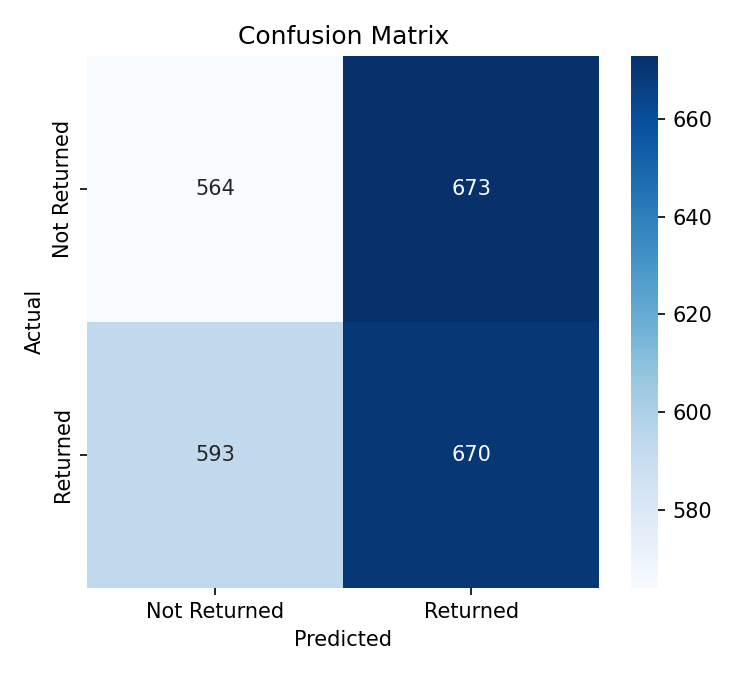 Confusion Matrix
Actual
Not Returned
Returned
564
673
593
670
Not Returned
Returned
Predicted
660
640
620
600
580